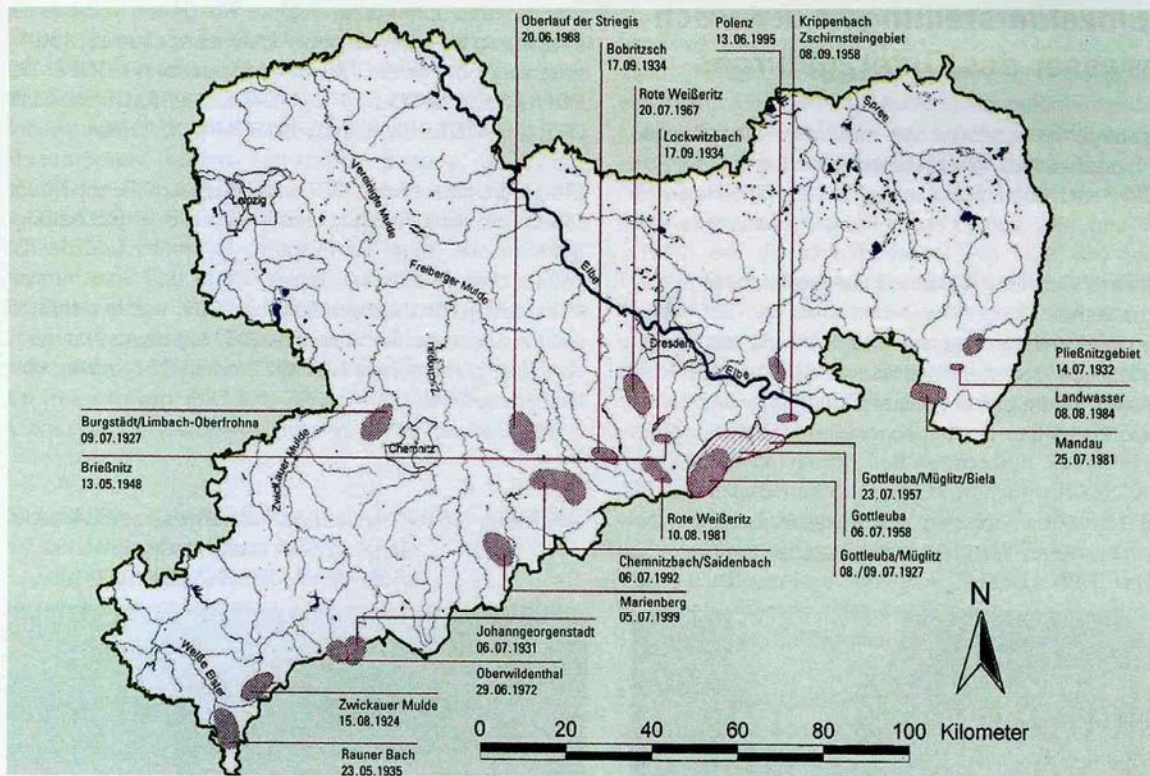 Oberlauf der Striegis
20.06.1968
Bobritzsch
17.09.1934
Rote Weißeritz
20.07.1967
Lockwitzbach
17.09.1934
Polenz
13.06.1995
Krippenbach
Zschirnsteingebiet
08.09.1958
Spree
Leipzig
Vereinigte Mulde
Freiberger Mulde
Elbe
Dresden
Elbe
Zschopau
Chemnitz
Zwickauer Mulde
Weiße Elster
Burgstädt/Limbach-Oberfrohna
09.07.1927
Brießnitz
13.05.1948
Pließnitzgebiet
14.07.1932
Landwasser
08.08.1984
Mandau
25.07.1981
Gottleuba/Müglitz/Biela
23.07.1957
Gottleuba
06.07.1958
Gottleuba/Müglitz
08./09.07.1927
Rote Weißeritz
10.08.1981
Chemnitzbach/Saidenbach
06.07.1992
Marienberg
05.07.1999
Johanngeorgenstadt
06.07.1931
Oberwildenthal
29.06.1972
Zwickauer Mulde
15.08.1924
Rauner Bach
23.05.1935
N
0 20 40 60 80 100 Kilometer